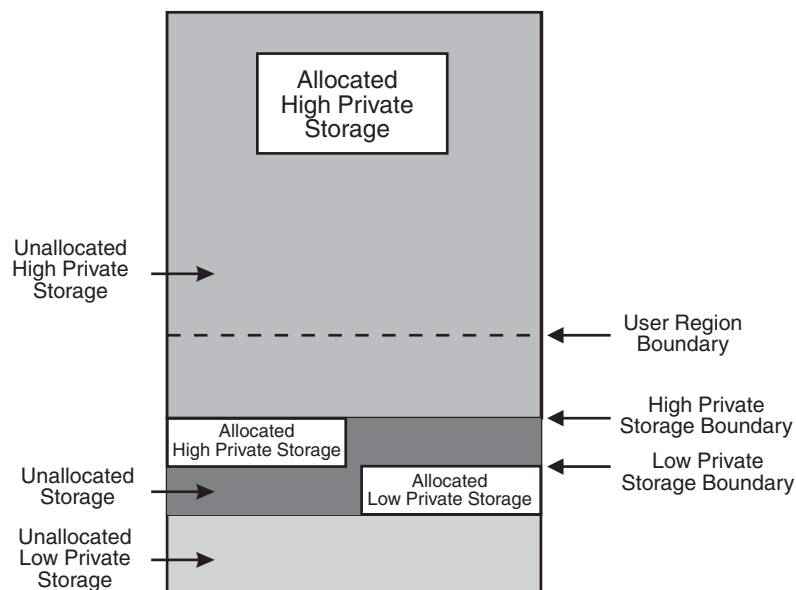 Allocated
High Private
Storage
Unallocated
High Private
Storage
User Region
Boundary
High Private
Storage Boundary
Allocated
High Private Storage
Low Private
Storage Boundary
Unallocated
Storage
Allocated
Low Private Storage
Unallocated
Low Private
Storage